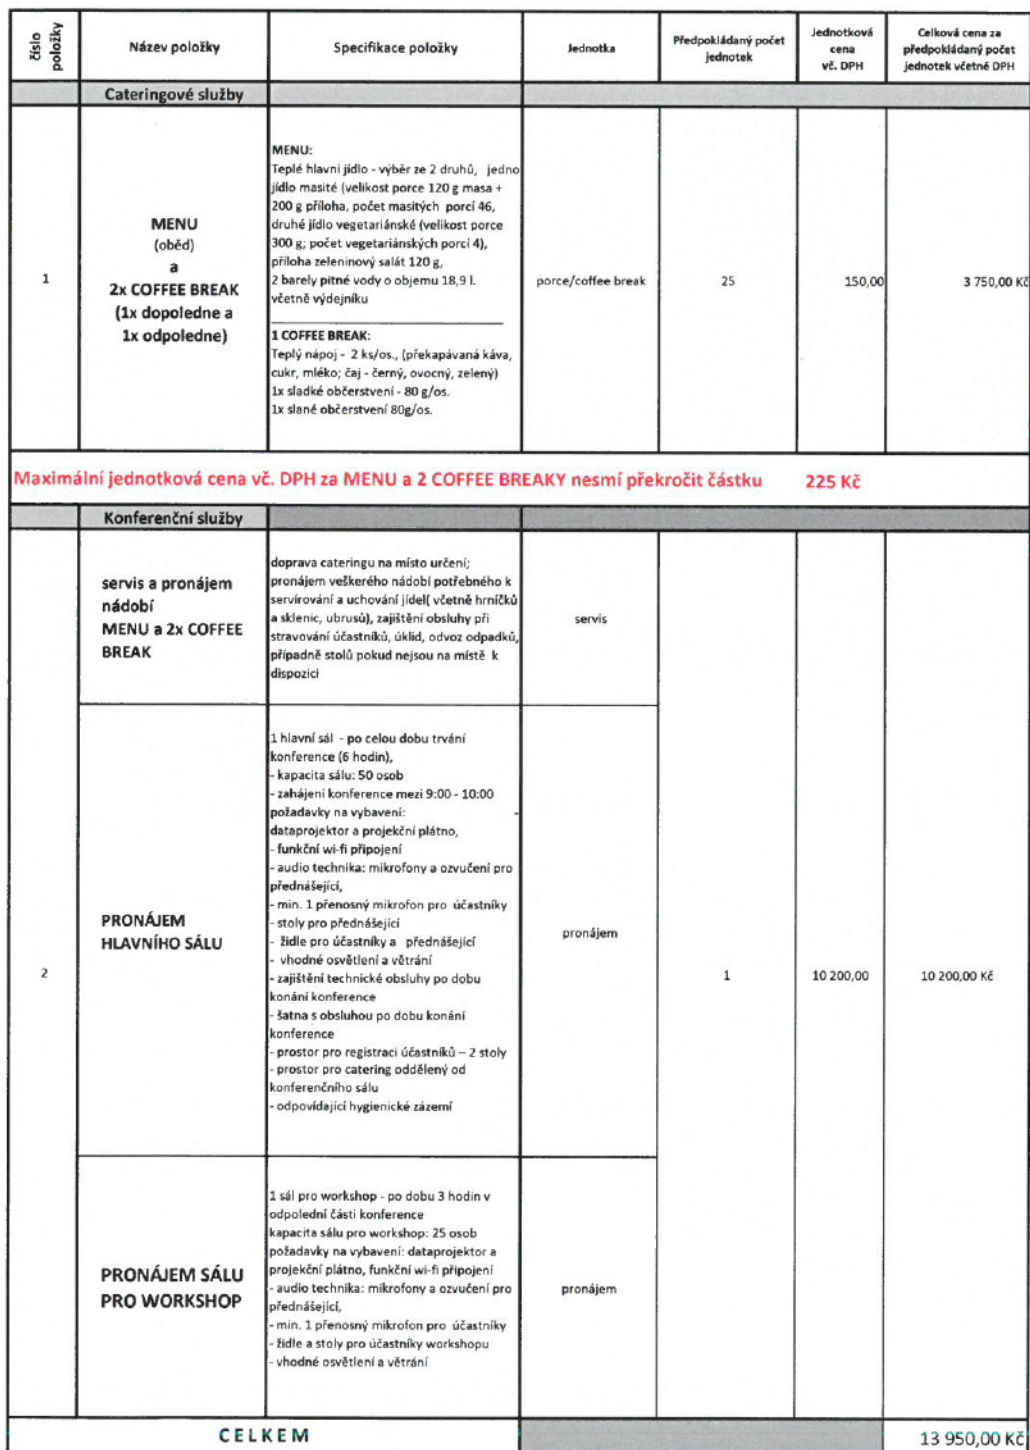 číslo
položky
Název položky
Specifikace položky
Jednotka
Předpokládaný počet
jednotek
Jednotková
cena
vč. DPH
Celková cena za
předpokládaný počet
jednotek včetně DPH
Cateringové služby
1
MENU
(oběd)
a
2x COFFEE BREAK
(1x dopoledne a
1x odpoledne)
MENU:
Teplé hlavní jídlo - výběr ze 2 druhů, jedno
jídlo masité (velikost porce 120 g masa +
200 g příloha, počet masitých porcí 46,
druhé jídlo vegetariánské (velikost porce
300 g; počet vegetariánských porcí 4),
příloha zeleninový salát 120 g,
2 barely pitné vody o objemu 18,9 l.
včetně výdejníku
1 COFFEE BREAK:
Teplý nápoj - 2 ks/os., (překapávaná káva,
cukr, mléko; čaj - černý, ovocný, zelený)
1x sladké občerstvení - 80 g/os.
1x slané občerstvení 80g/os.
porce/coffee break
25
150,00
3 750,00 Kč
Maximální jednotková cena vč. DPH za MENU a 2 COFFEE BREAKY nesmí překročit částku 225 Kč
Konferenční služby
2
servis a pronájem
nádobí
MENU a 2x COFFEE
BREAK
doprava cateringu na místo určení;
pronájem veškerého nádobí potřebného k
servírování a uchování jídel( včetně hrníčků
a sklenic, ubrusů), zajištění obsluhy při
stravování účastníků, úklid, odvoz odpadků,
případně stolů pokud nejsou na místě k
dispozici
servis
PRONÁJEM
HLAVNÍHO SÁLU
1 hlavní sál - po celou dobu trvání
konference (6 hodin),
- kapacita sálu: 50 osob
- zahájení konference mezi 9:00 - 10:00
požadavky na vybavení: -
dataprojektor a projekční plátno,
- funkční wi-fi připojení
- audio technika: mikrofony a ozvučení pro
přednášející,
- min. 1 přenosný mikrofon pro účastníky
- stoly pro přednášející
- židle pro účastníky a přednášející
- vhodné osvětlení a větrání
- zajištění technické obsluhy po dobu
konání konference
- šatna s obsluhou po dobu konání
konference
- prostor pro registraci účastníků – 2 stoly
- prostor pro catering oddělený od
konferenčního sálu
- odpovídající hygienické zázemí
pronájem
1
10 200,00
10 200,00 Kč
PRONÁJEM SÁLU
PRO WORKSHOP
1 sál pro workshop - po dobu 3 hodin v
odpolední části konference
kapacita sálu pro workshop: 25 osob
požadavky na vybavení: dataprojektor a
projekční plátno, funkční wi-fi připojení
- audio technika: mikrofony a ozvučení pro
přednášející,
- min. 1 přenosný mikrofon pro účastníky
- židle a stoly pro účastníky workshopu
- vhodné osvětlení a větrání
pronájem
CELKEM
13 950,00 Kč